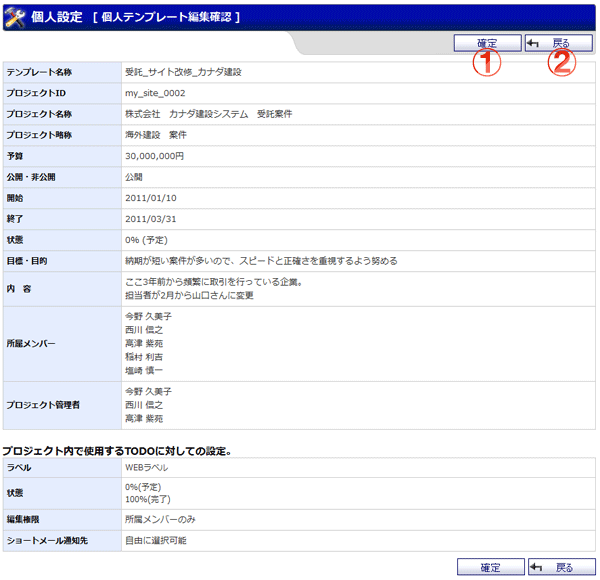 個人設定 [ 個人テンプレート編集確認 ]
確定 戻る
① ②
テンプレート名称 受託_サイト改修_カナダ建設
プロジェクトID my_site_0002
プロジェクト名称 株式会社　カナダ建設システム　受託案件
プロジェクト略称 海外建設　案件
予算 30,000,000円
公開・非公開 公開
開始 2011/01/10
終了 2011/03/31
状態 0% (予定)
目標・目的 納期が短い案件が多いので、スピードと正確さを重視するよう努める
内　容 ここ3年前から頻繁に取引を行っている企業。
担当者が2月から山口さんに変更
所属メンバー 今野 久美子
西川 信之
高津 紫苑
稲村 利吉
塩崎 慎一
プロジェクト管理者 今野 久美子
西川 信之
高津 紫苑
プロジェクト内で使用するTODOに対しての設定。
ラベル WEBラベル
状態 0%(予定)
100%(完了)
編集権限 所属メンバーのみ
ショートメール通知先 自由に選択可能
確定 戻る